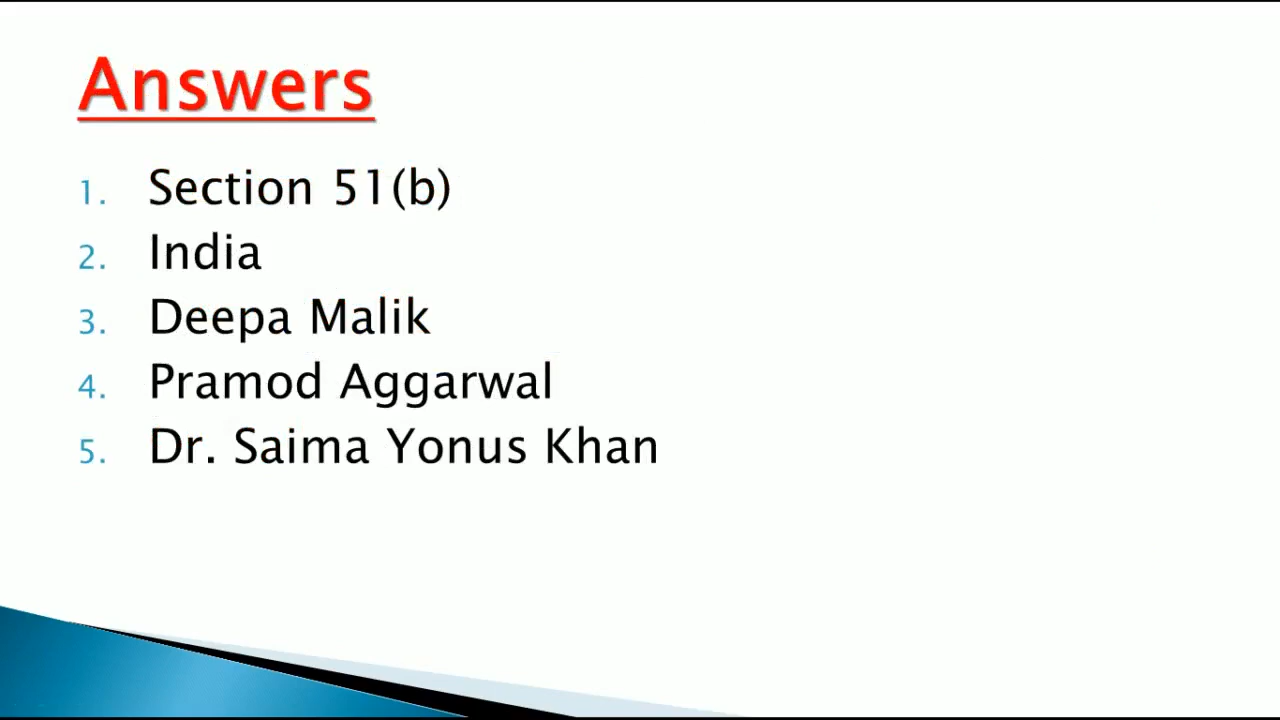 Answers
1. Section 51(b)
2. India
3. Deepa Malik
4. Pramod Aggarwal
5. Dr. Saima Yonus Khan